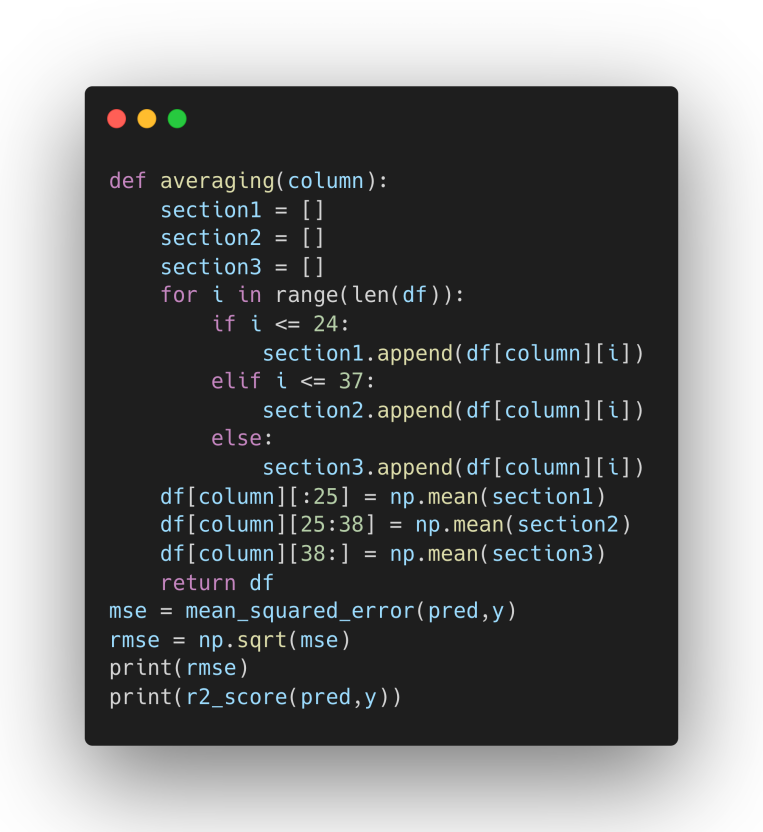 def averaging(column):
    section1 = []
    section2 = []
    section3 = []
    for i in range(len(df)):
        if i <= 24:
            section1.append(df[column][i])
        elif i <= 37:
            section2.append(df[column][i])
        else:
            section3.append(df[column][i])
    df[column][:25] = np.mean(section1)
    df[column][25:38] = np.mean(section2)
    df[column][38:] = np.mean(section3)
    return df
mse = mean_squared_error(pred,y)
rmse = np.sqrt(mse)
print(rmse)
print(r2_score(pred,y))